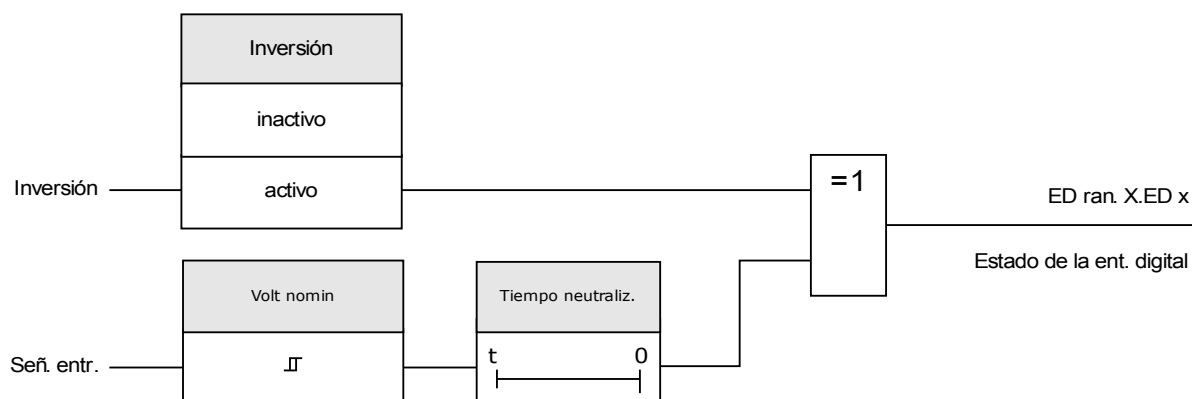 Inversión
inactivo
Inversión
activo
=1
ED ran. X.ED x
Estado de la ent. digital
Volt nomin
Tiempo neutraliz.
Señ. entr.
t
0